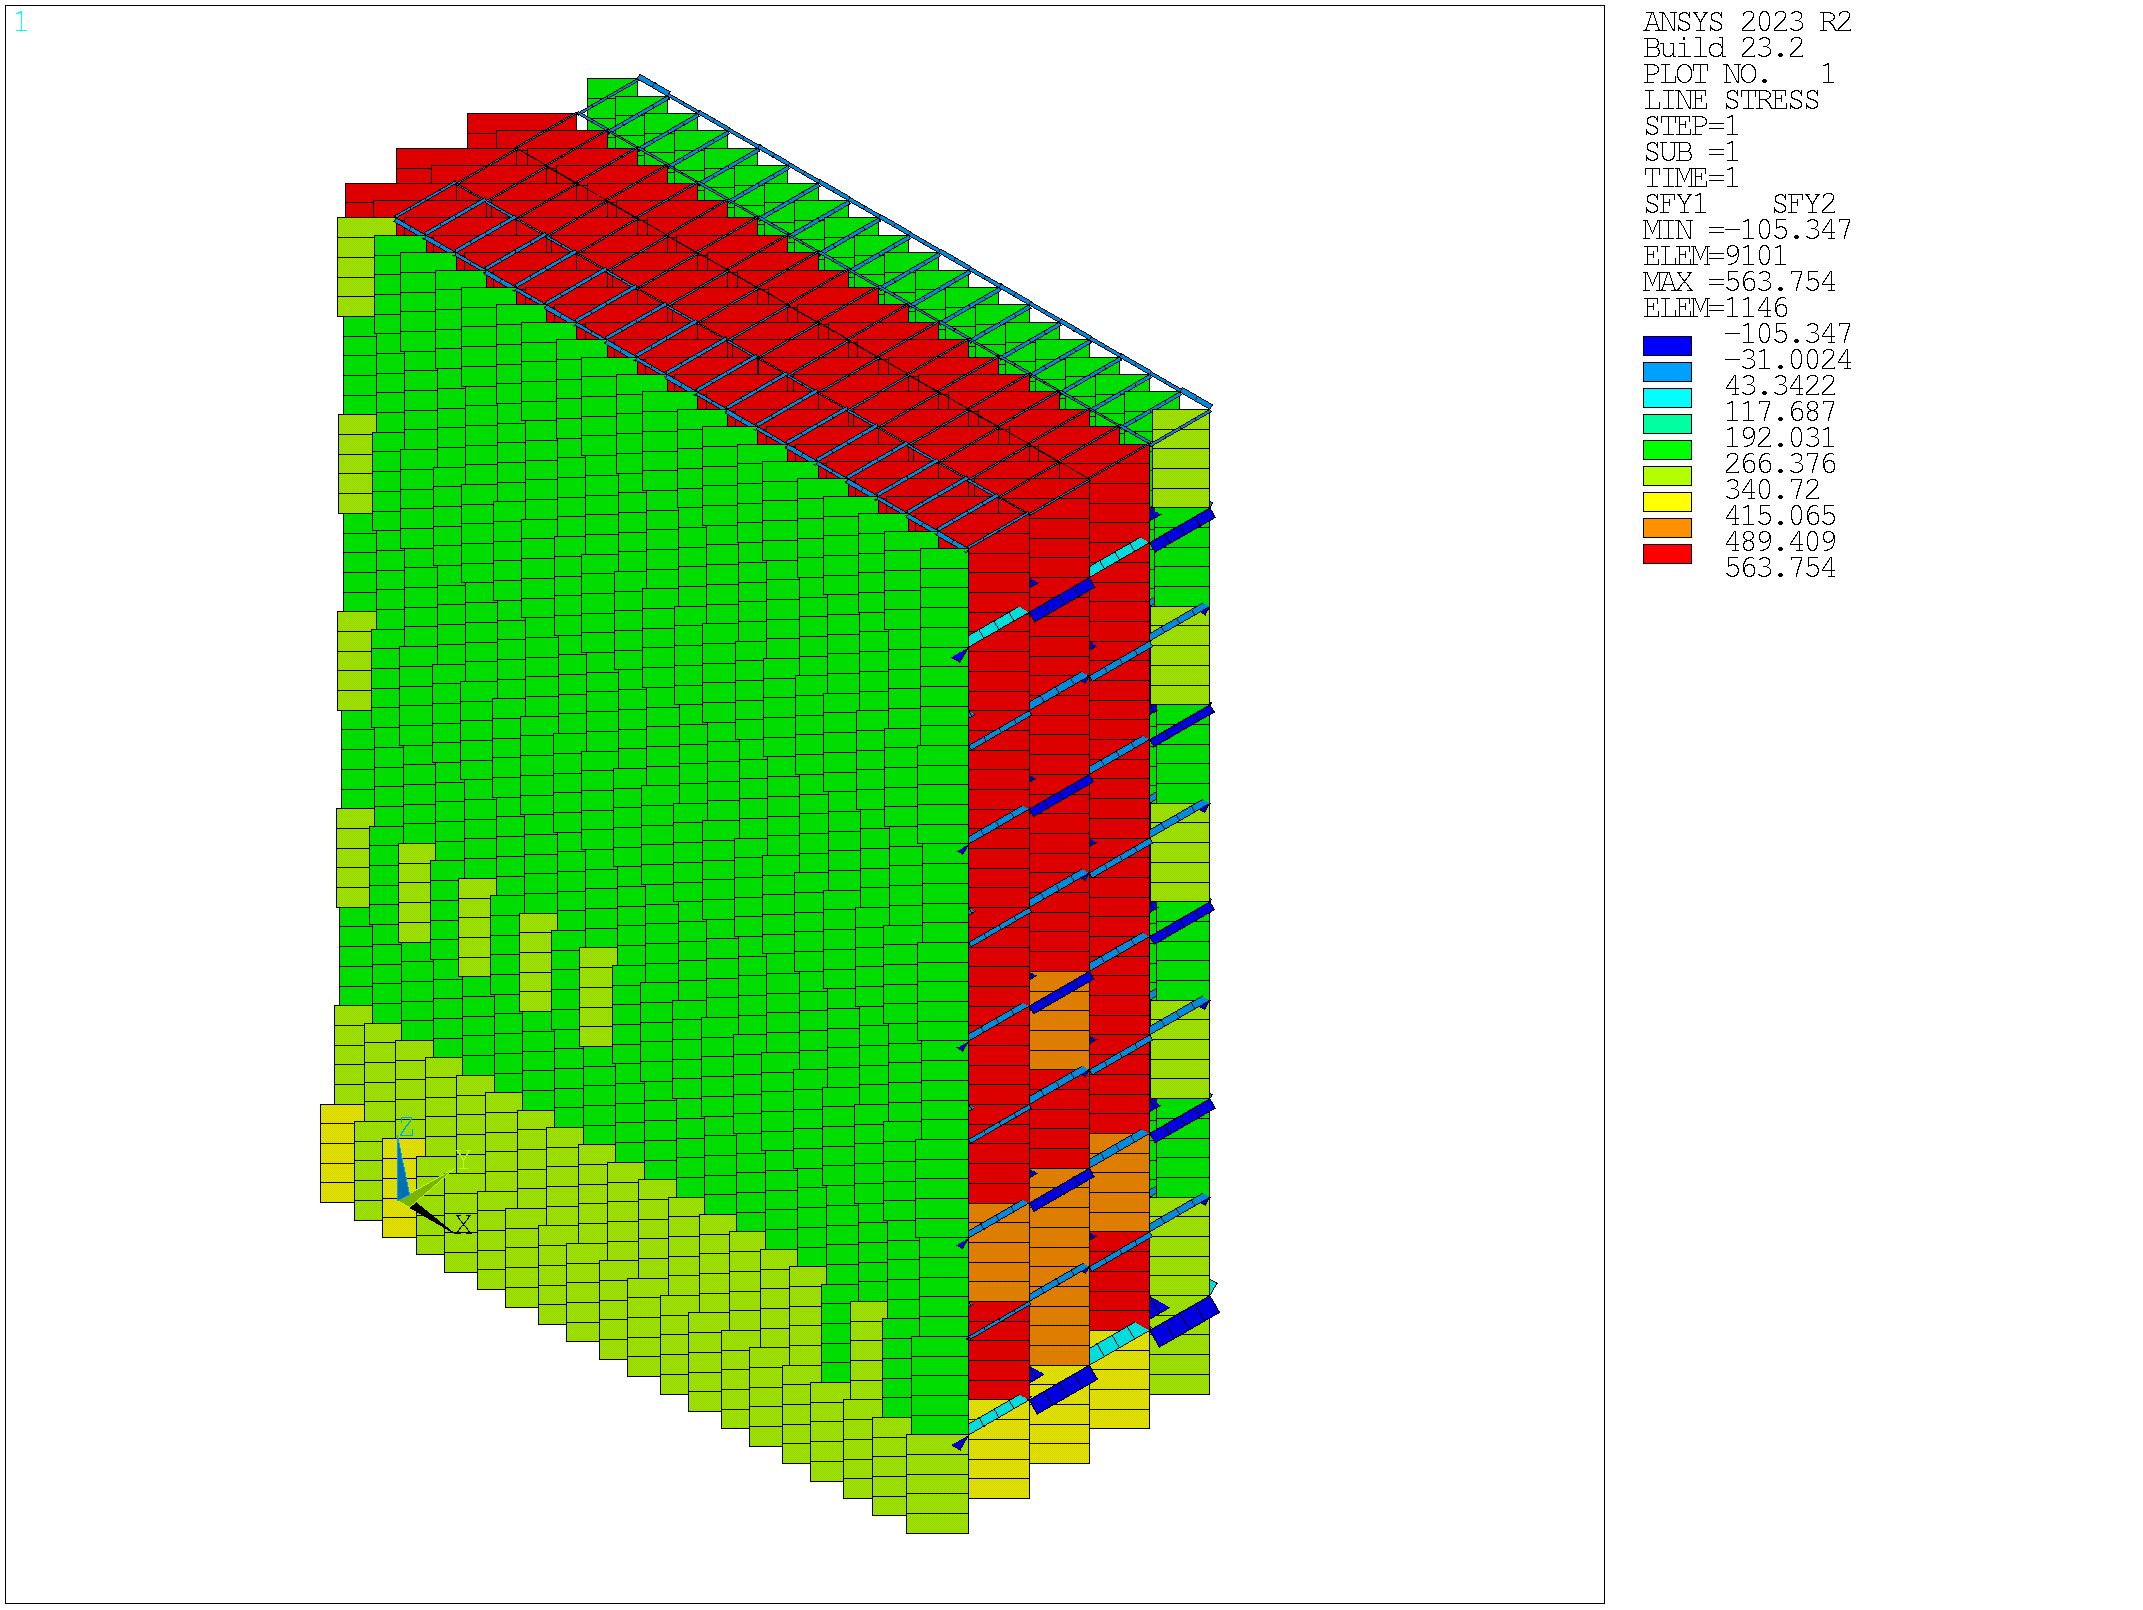 1
ANSYS 2023 R2
Build 23.2
PLOT NO. 1
LINE STRESS
STEP=1
SUB =1
TIME=1
SFY1 SFY2
MIN =-105.347
ELEM=9101
MAX =563.754
ELEM=1146
-105.347
-31.0024
43.3422
117.687
192.031
266.376
340.72
415.065
489.409
563.754
Z
Y
X